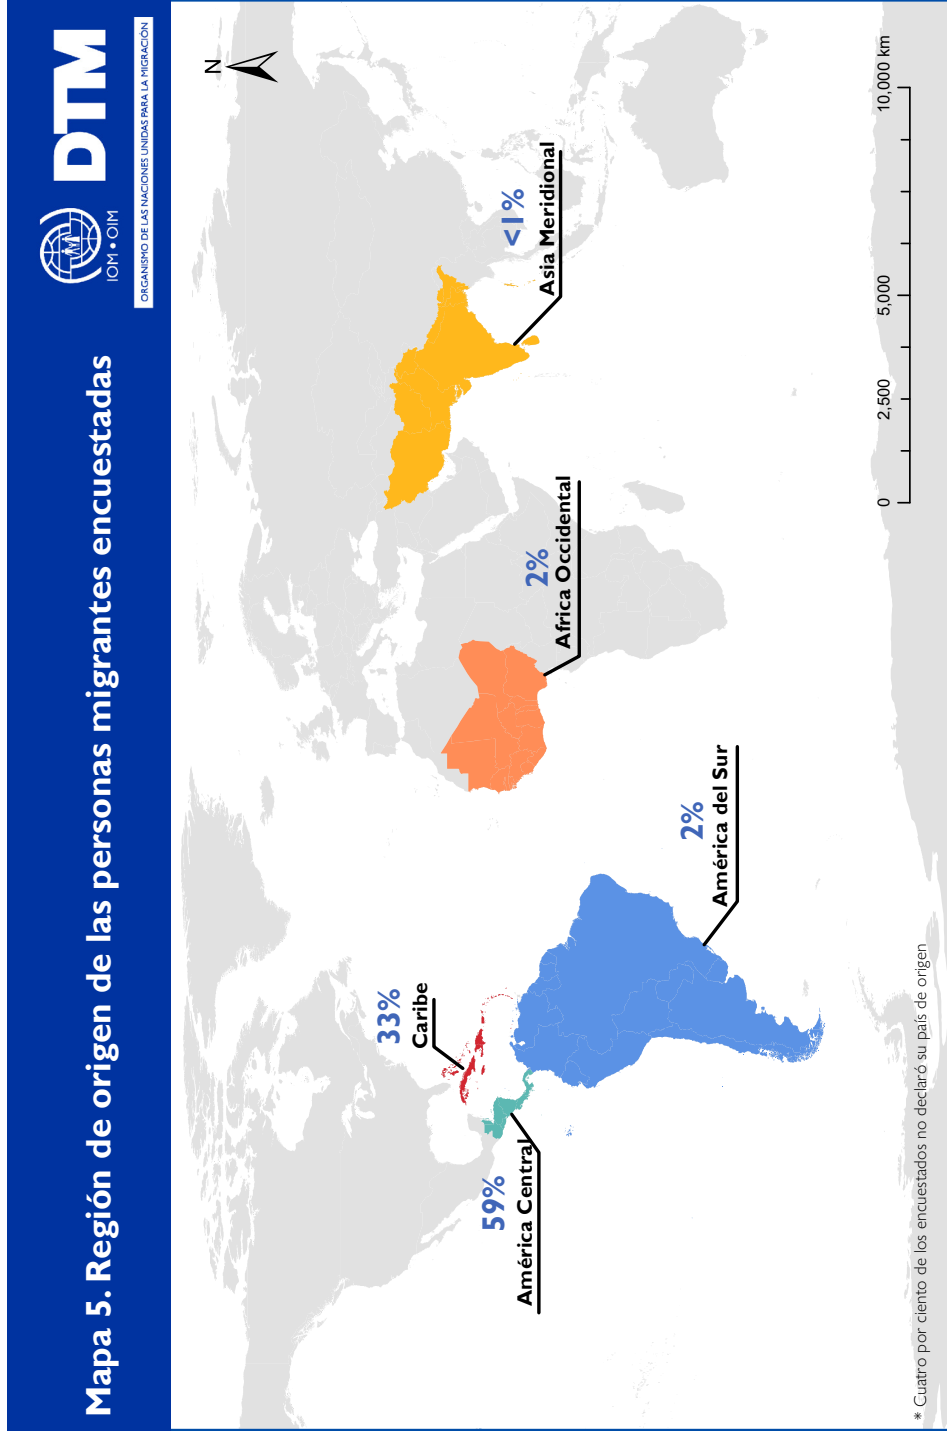 Mapa 5. Región de origen de las personas migrantes encuestadas
IOM • OIM
DTM
ORGANISMO DE LAS NACIONES UNIDAS PARA LA MIGRACIÓN
N
33%
Caribe
59%
América Central
<1%
Asia Meridional
2%
Africa Occidental
2%
América del Sur
0 2,500 5,000 10,000 km
* Cuatro por ciento de los encuestados no declaró su país de origen